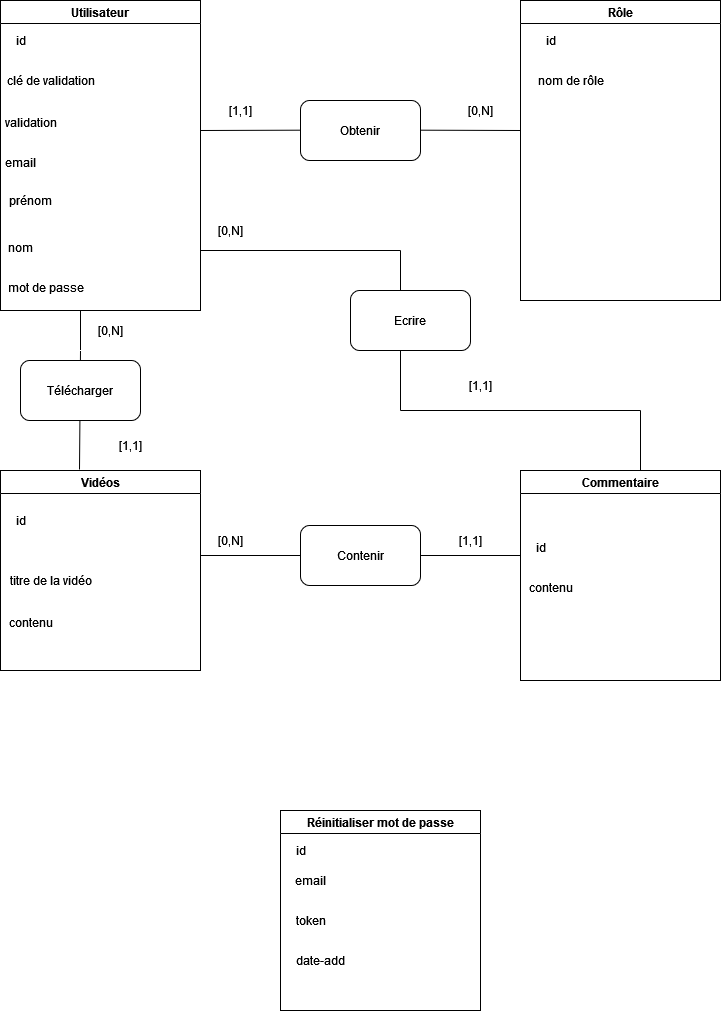 Utilisateur
id
clé de validation
validation
email
prénom
nom
mot de passe
Rôle
id
nom de rôle
[1,1]
Obtenir
[0,N]
[0,N]
Ecrire
[1,1]
[0,N]
Télécharger
[1,1]
Vidéos
id
titre de la vidéo
contenu
[0,N]
Contenir
[1,1]
Commentaire
id
contenu
Réinitialiser mot de passe
id
email
token
date-add